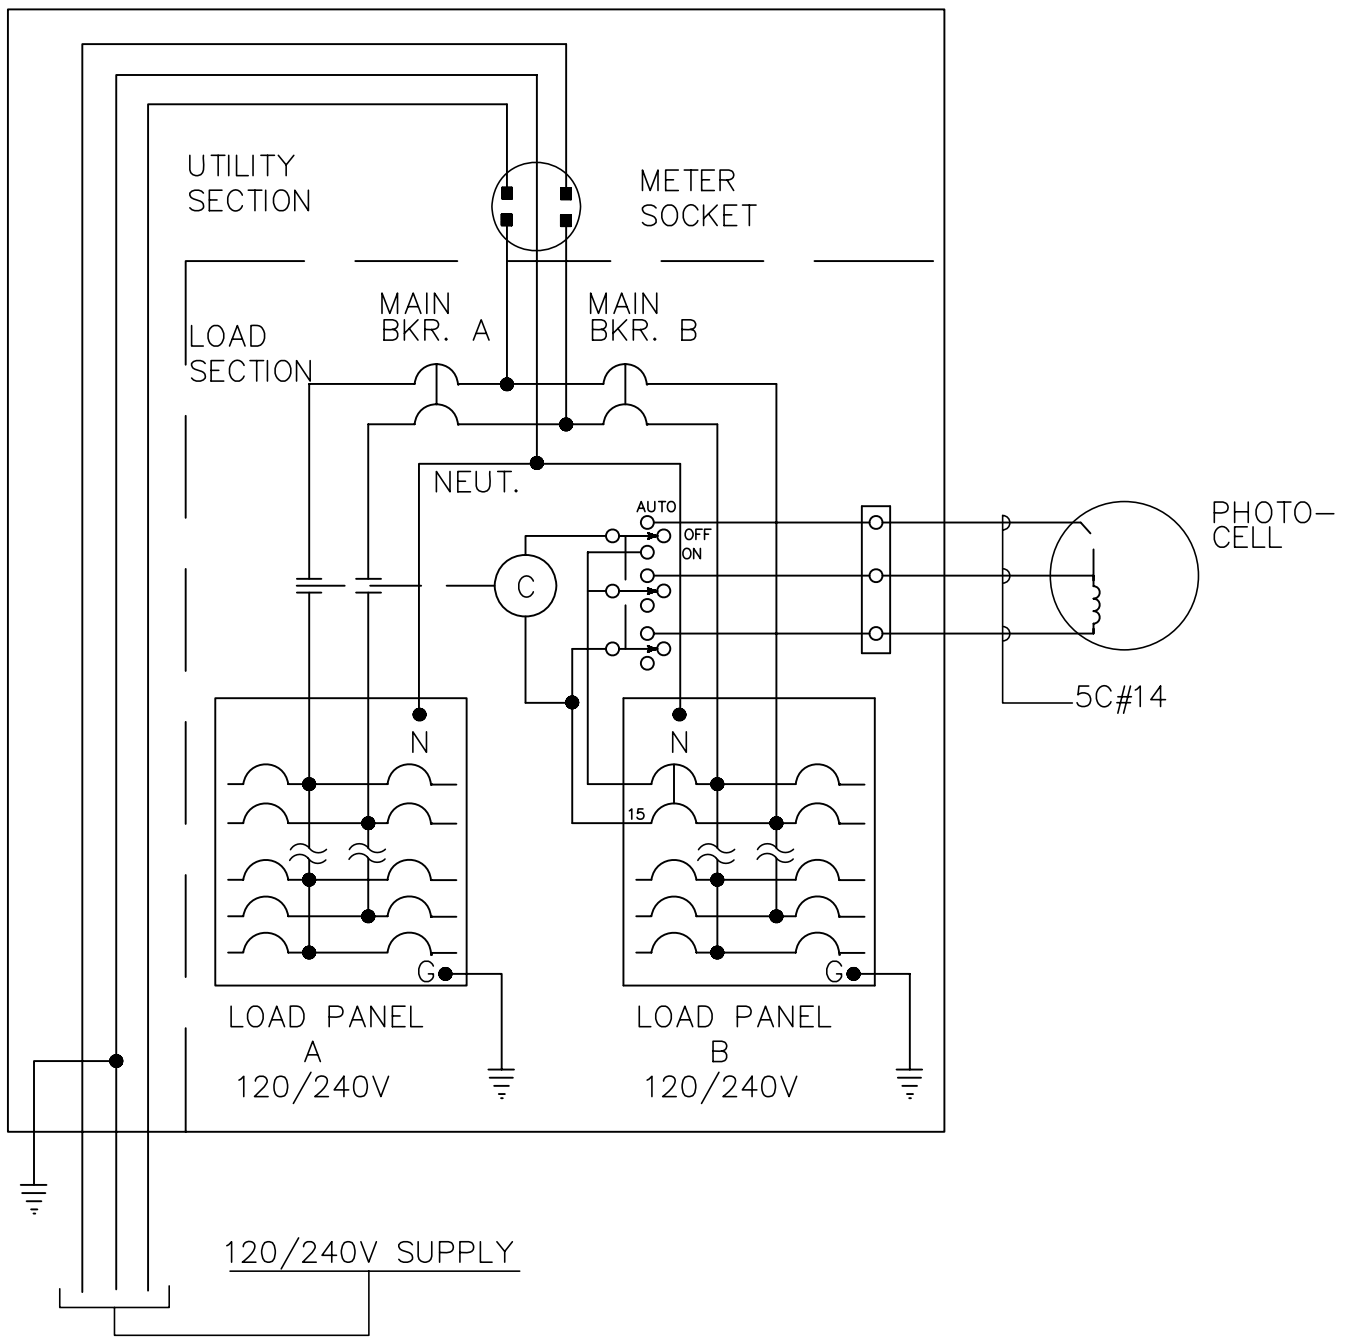 UTILITY
SECTION
METER
SOCKET
MAIN
BKR. A
MAIN
BKR. B
LOAD
SECTION
NEUT.
AUTO
OFF
ON
PHOTO-
CELL
C
5C#14
N
N
15
G
G
LOAD PANEL
A
120/240V
LOAD PANEL
B
120/240V
120/240V SUPPLY